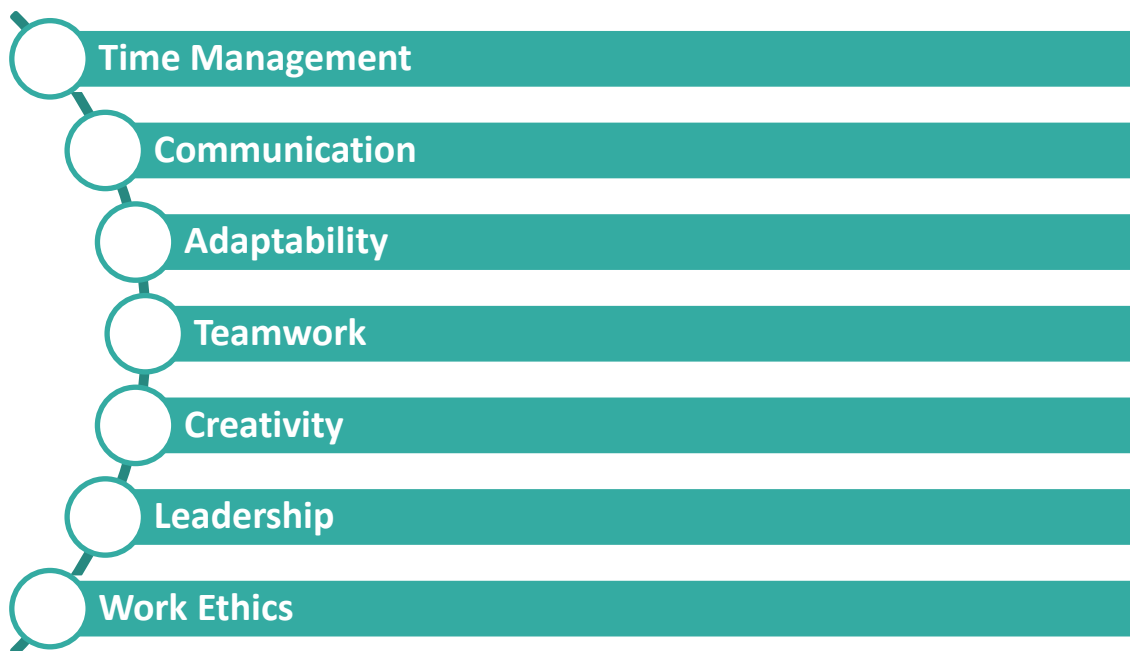 Time Management
Communication
Adaptability
Teamwork
Creativity
Leadership
Work Ethics